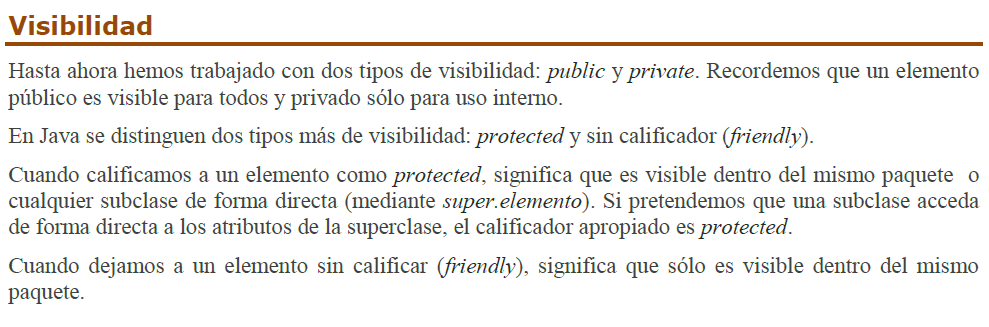 Visibilidad
Hasta ahora hemos trabajado con dos tipos de visibilidad: public y private. Recordemos que un elemento
público es visible para todos y privado sólo para uso interno.
En Java se distinguen dos tipos más de visibilidad: protected y sin calificador (friendly).
Cuando calificamos a un elemento como protected, significa que es visible dentro del mismo paquete o
cualquier subclase de forma directa (mediante super.elemento). Si pretendemos que una subclase acceda
de forma directa a los atributos de la superclase, el calificador apropiado es protected.
Cuando dejamos a un elemento sin calificar (friendly), significa que sólo es visible dentro del mismo
paquete.